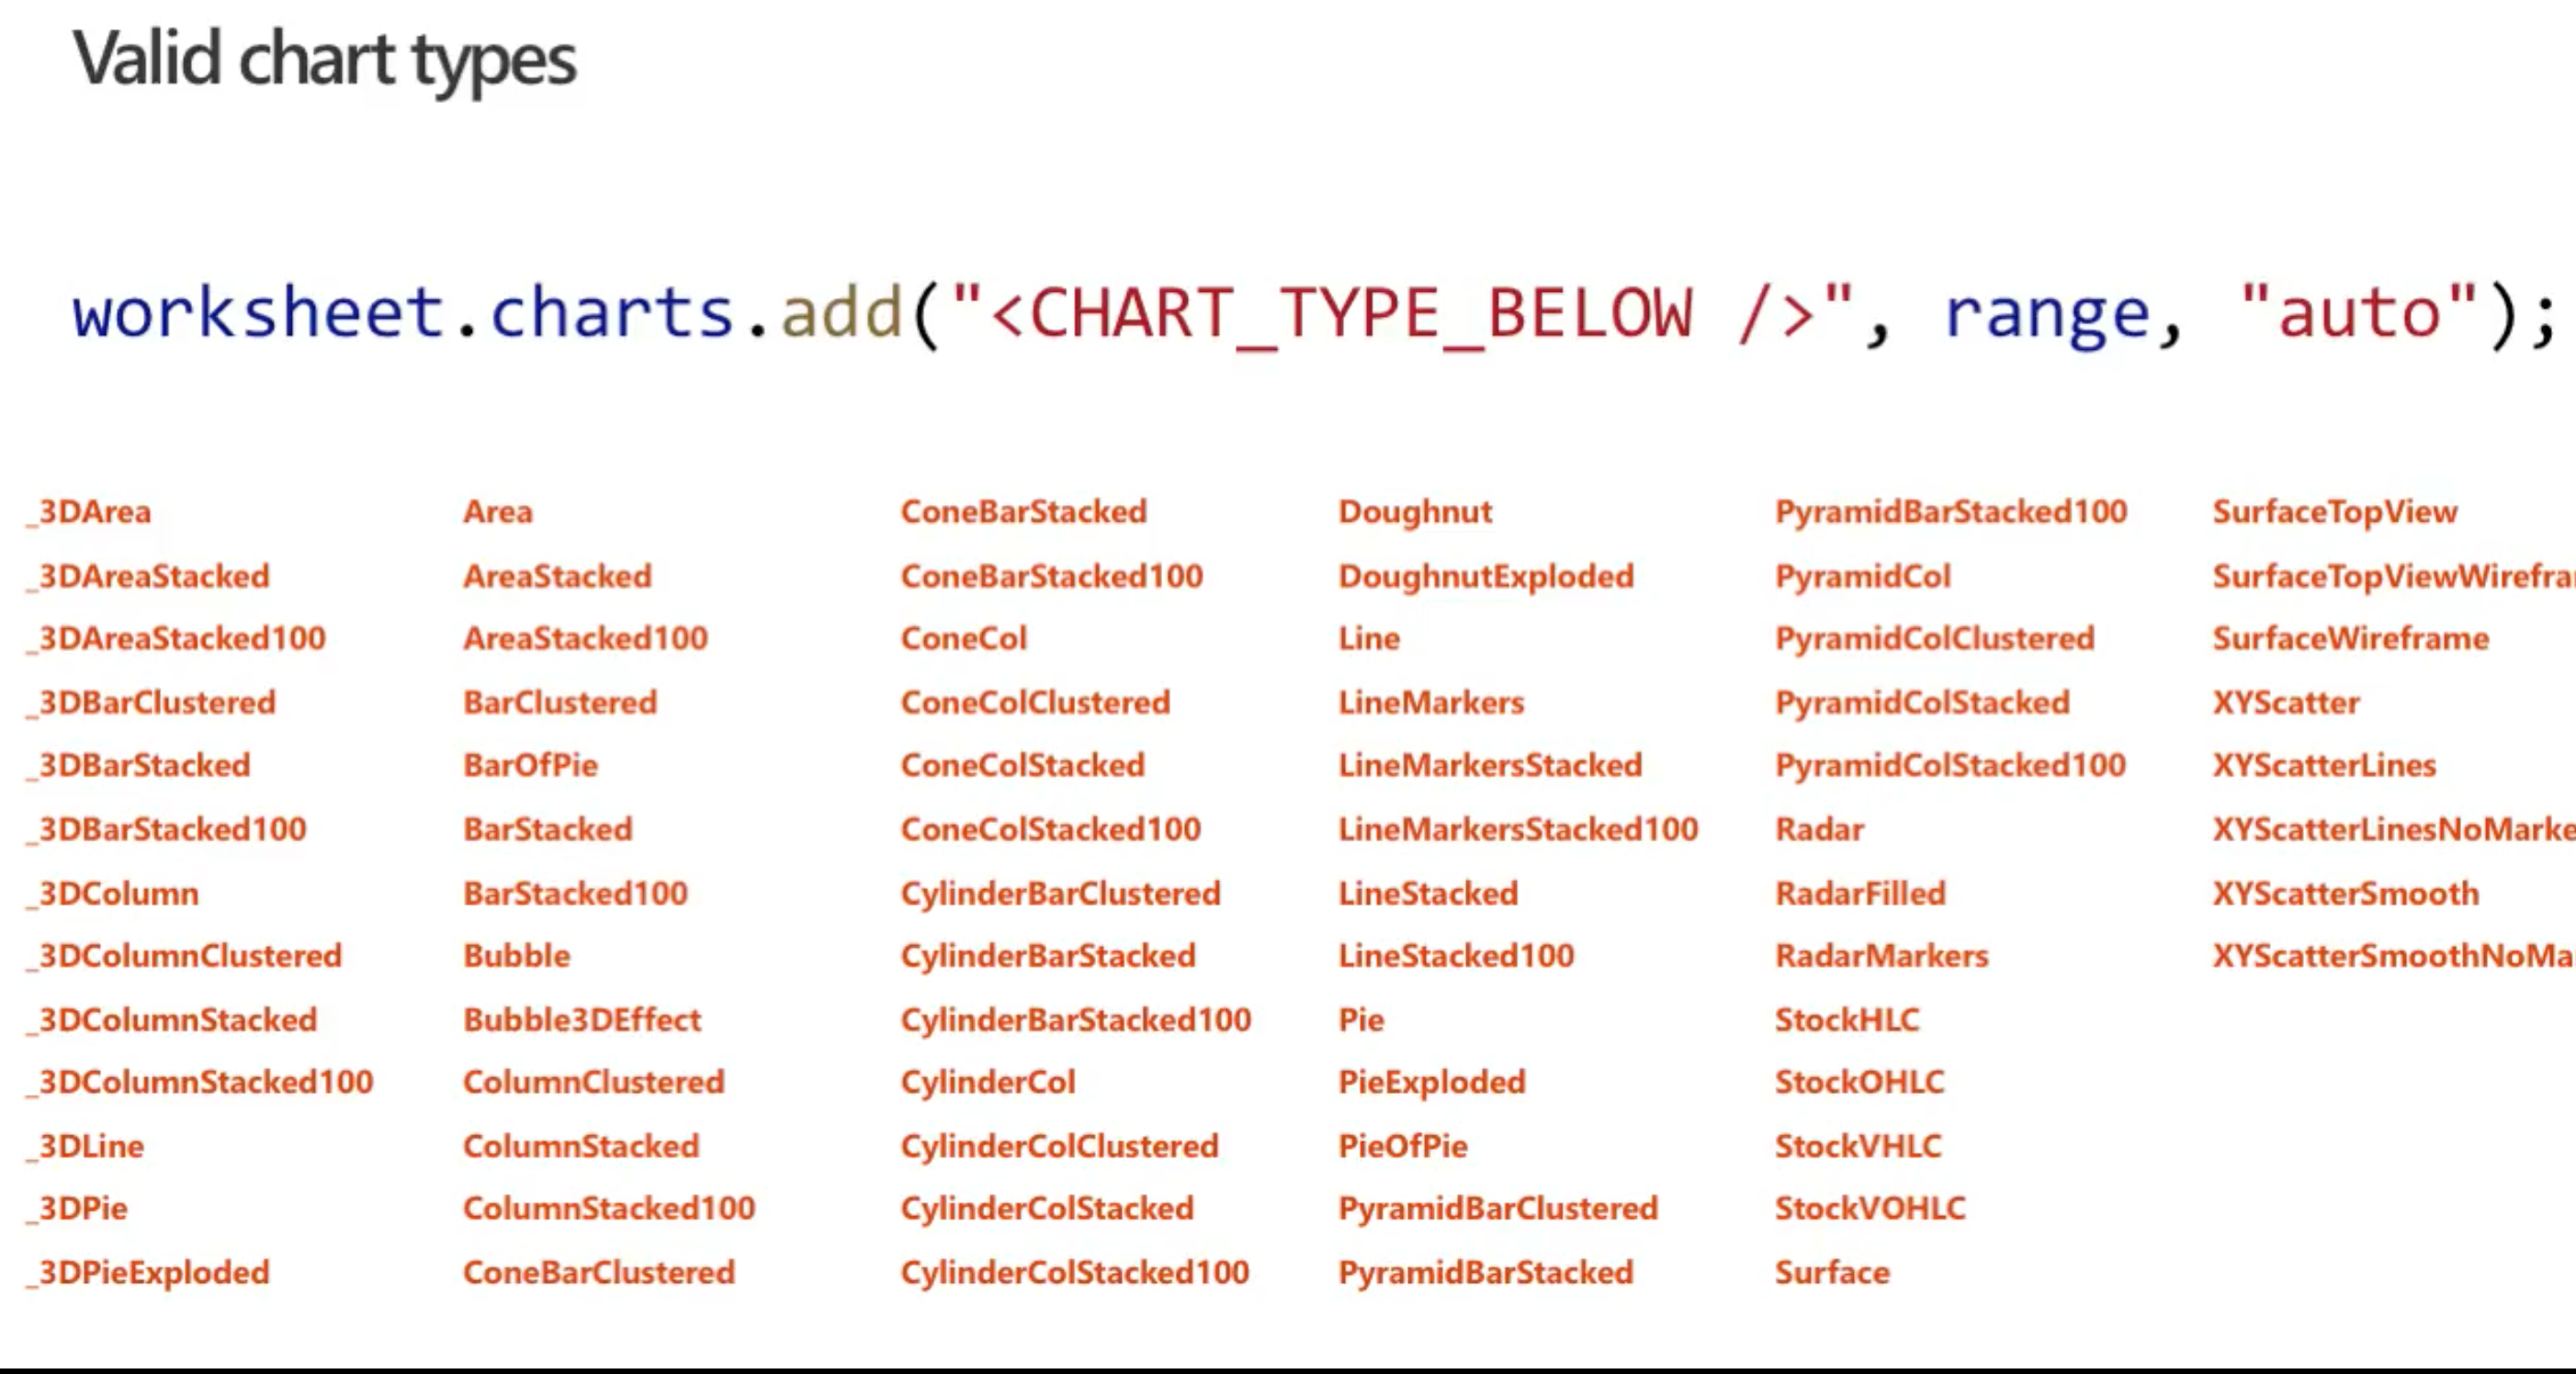 Valid chart types
worksheet.charts.add("<CHART_TYPE_BELOW />", range, "auto");
_3DArea
_3DAreaStacked
_3DAreaStacked100
_3DBarClustered
_3DBarStacked
_3DBarStacked100
_3DColumn
_3DColumnClustered
_3DColumnStacked
_3DColumnStacked100
_3DLine
_3DPie
_3DPieExploded
Area
AreaStacked
AreaStacked100
BarClustered
BarOfPie
BarStacked
BarStacked100
Bubble
Bubble3DEffect
ColumnClustered
ColumnStacked
ColumnStacked100
ConeBarClustered
ConeBarStacked
ConeBarStacked100
ConeCol
ConeColClustered
ConeColStacked
ConeColStacked100
CylinderBarClustered
CylinderBarStacked
CylinderBarStacked100
CylinderCol
CylinderColClustered
CylinderColStacked
CylinderColStacked100
Doughnut
DoughnutExploded
Line
LineMarkers
LineMarkersStacked
LineMarkersStacked100
LineStacked
LineStacked100
Pie
PieExploded
PieOfPie
PyramidBarClustered
PyramidBarStacked
PyramidBarStacked100
PyramidCol
PyramidColClustered
PyramidColStacked
PyramidColStacked100
Radar
RadarFilled
RadarMarkers
StockHLC
StockOHLC
StockVHLC
StockVOHLC
Surface
SurfaceTopView
SurfaceTopViewWirefra
SurfaceWireframe
XYScatter
XYScatterLines
XYScatterLinesNoMarke
XYScatterSmooth
XYScatterSmoothNoMa